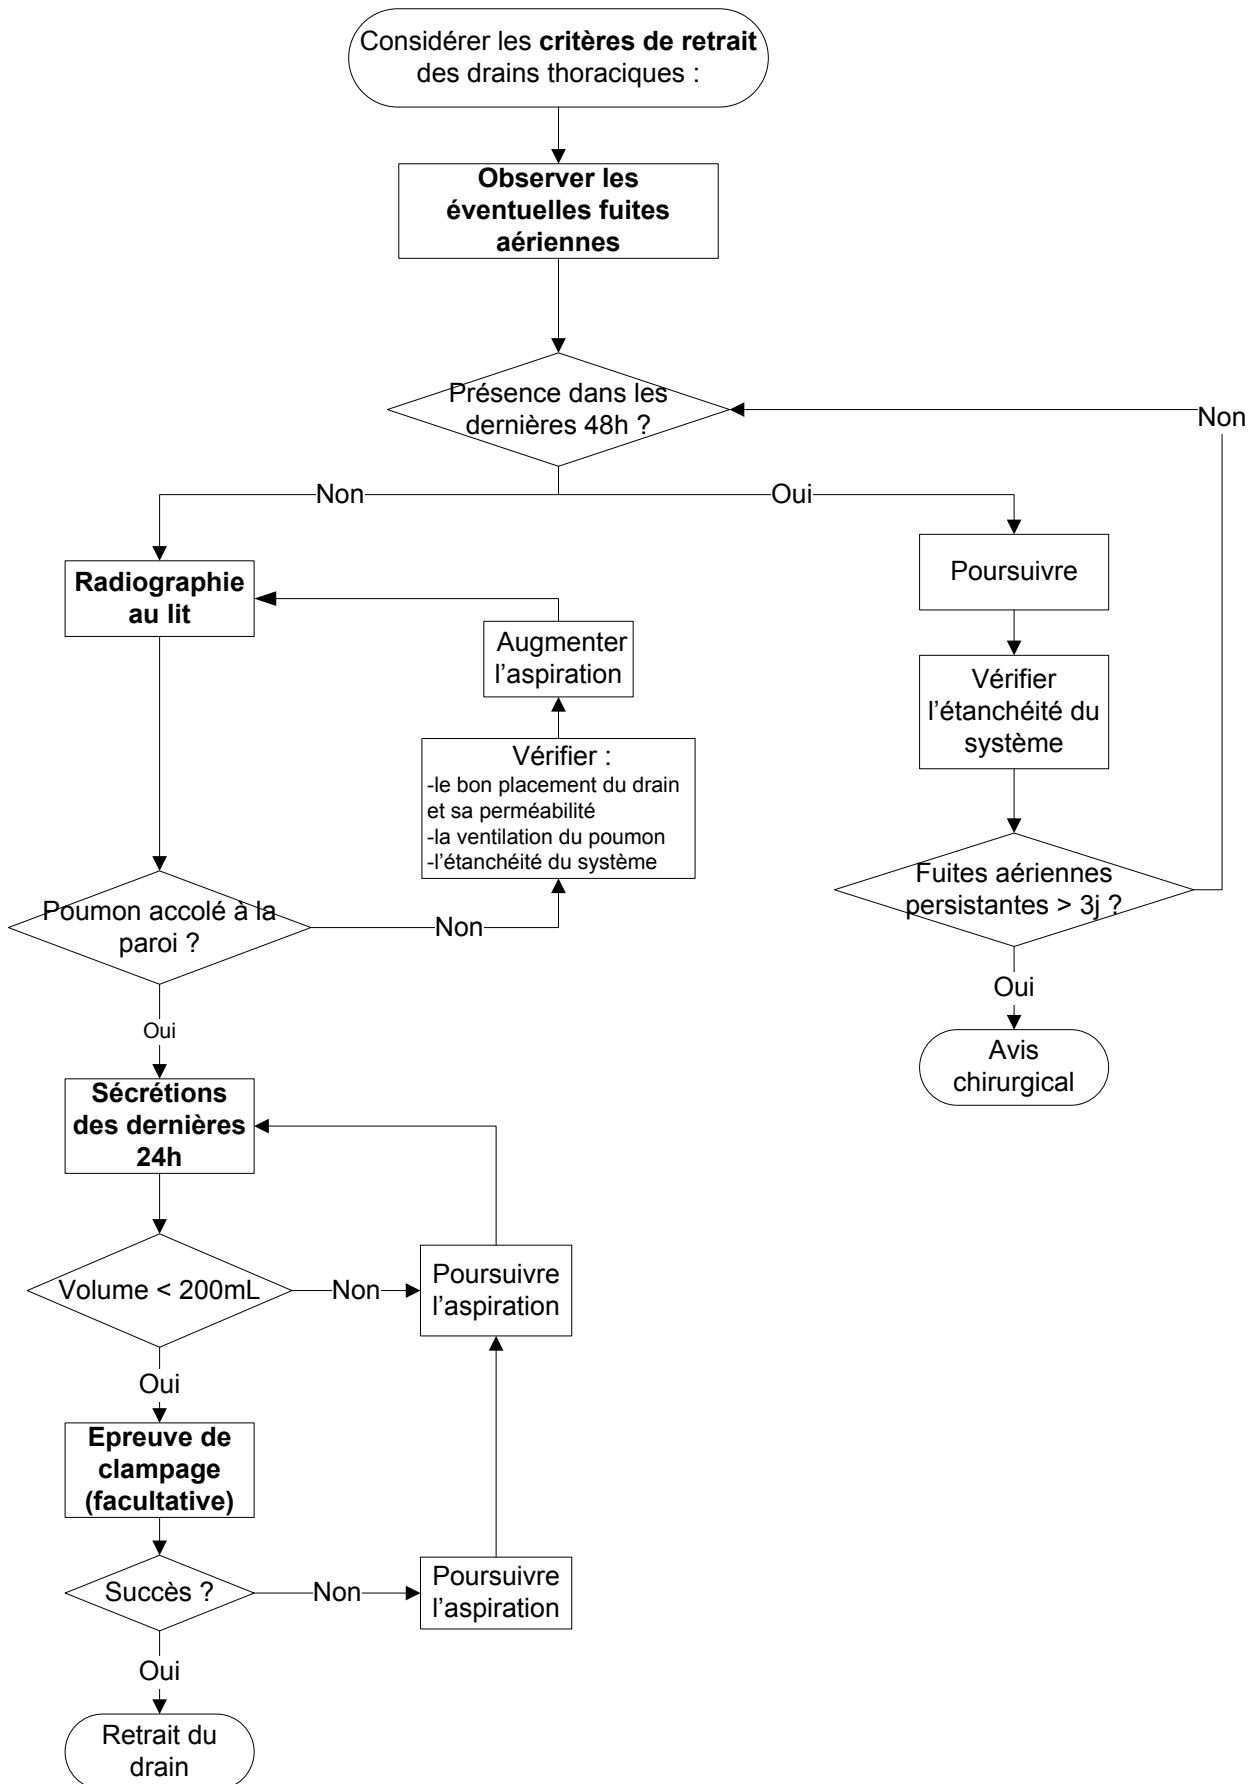 Considérer les critères de retrait
des drains thoraciques :
Observer les
éventuelles fuites
aériennes
Présence dans les
dernières 48h ?
Non
Non
Oui
Radiographie
au lit
Poursuivre
Augmenter
l’aspiration
Vérifier
l’étanchéité du
système
Vérifier :
-le bon placement du drain
et sa perméabilité
-la ventilation du poumon
-l’étanchéité du système
Fuites aériennes
persistantes > 3j ?
Poumon accolé à la
paroi ?
Non
Oui
Oui
Avis
chirurgical
Sécrétions
des dernières
24h
Volume < 200mL
Non
Poursuivre
l’aspiration
Oui
Epreuve de
clampage
(facultative)
Succès ?
Non
Poursuivre
l’aspiration
Oui
Retrait du
drain